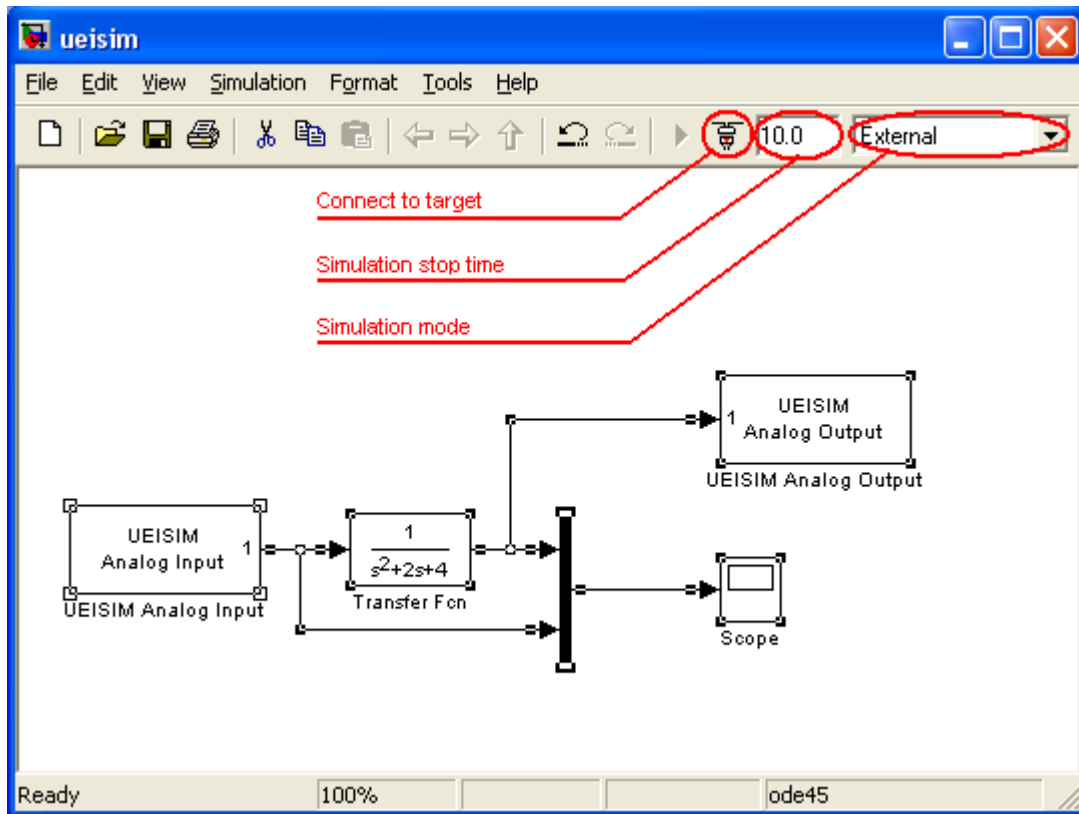 ueisim
File Edit View Simulation Format Tools Help
10.0 External
Connect to target
Simulation stop time
Simulation mode
UEISIM
1 Analog Output
UEISIM Analog Output
UEISIM
Analog Input 1
UEISIM Analog Input
1
s²+2s+4
Transfer Fcn
Scope
Ready 100% ode45